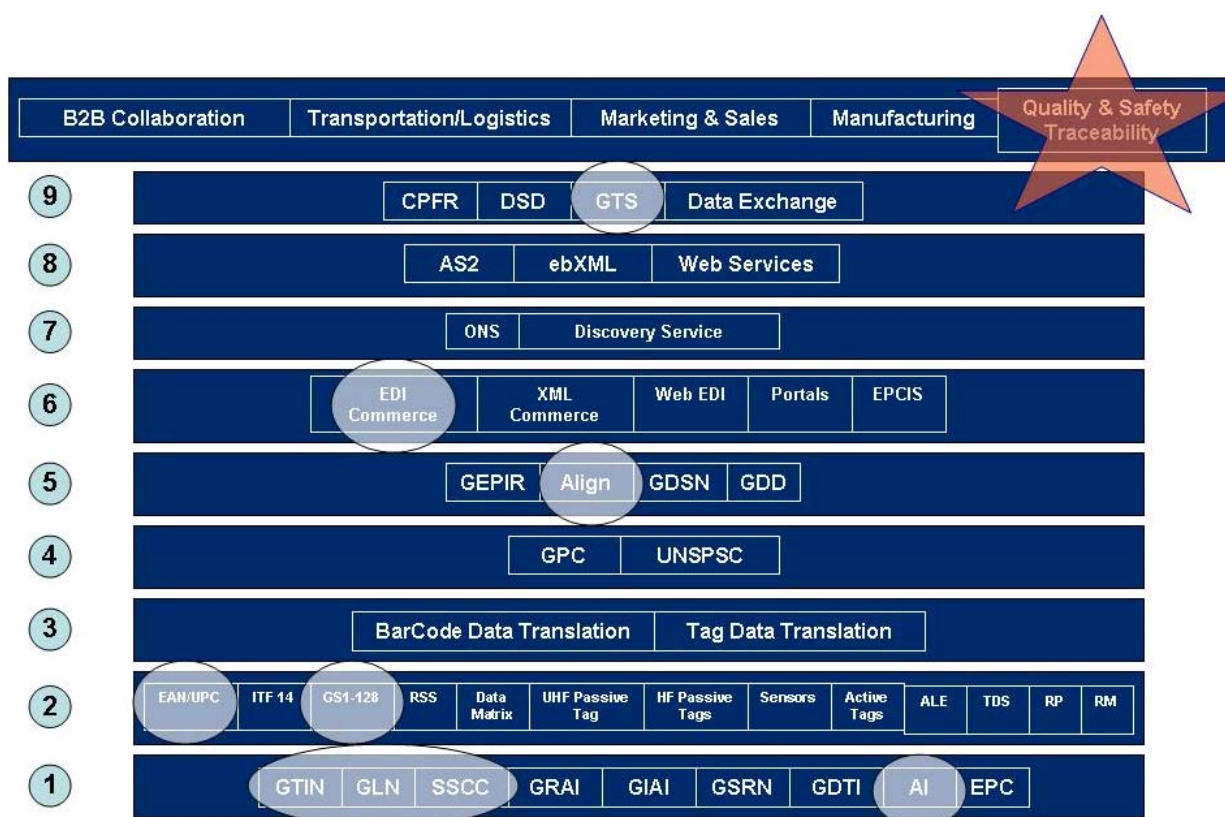 B2B Collaboration Transportation/Logistics Marketing & Sales Manufacturing Quality & Safety
Traceability
9 CPFR DSD GTS Data Exchange
8 AS2 ebXML Web Services
7 ONS Discovery Service
6 EDI XML Web EDI Portals EPCIS
Commerce Commerce
5 GEPIR Align GDSN GDD
4 GPC UNSPSC
3 BarCode Data Translation Tag Data Translation
2 EAN/UPC ITF 14 GS1-128 RSS Data UHF Passive HF Passive Sensors Active ALE TDS RP RM
Matrix Tag Tags Tags
1 GTIN GLN SSCC GRAI GIAI GSRN GDTI AI EPC